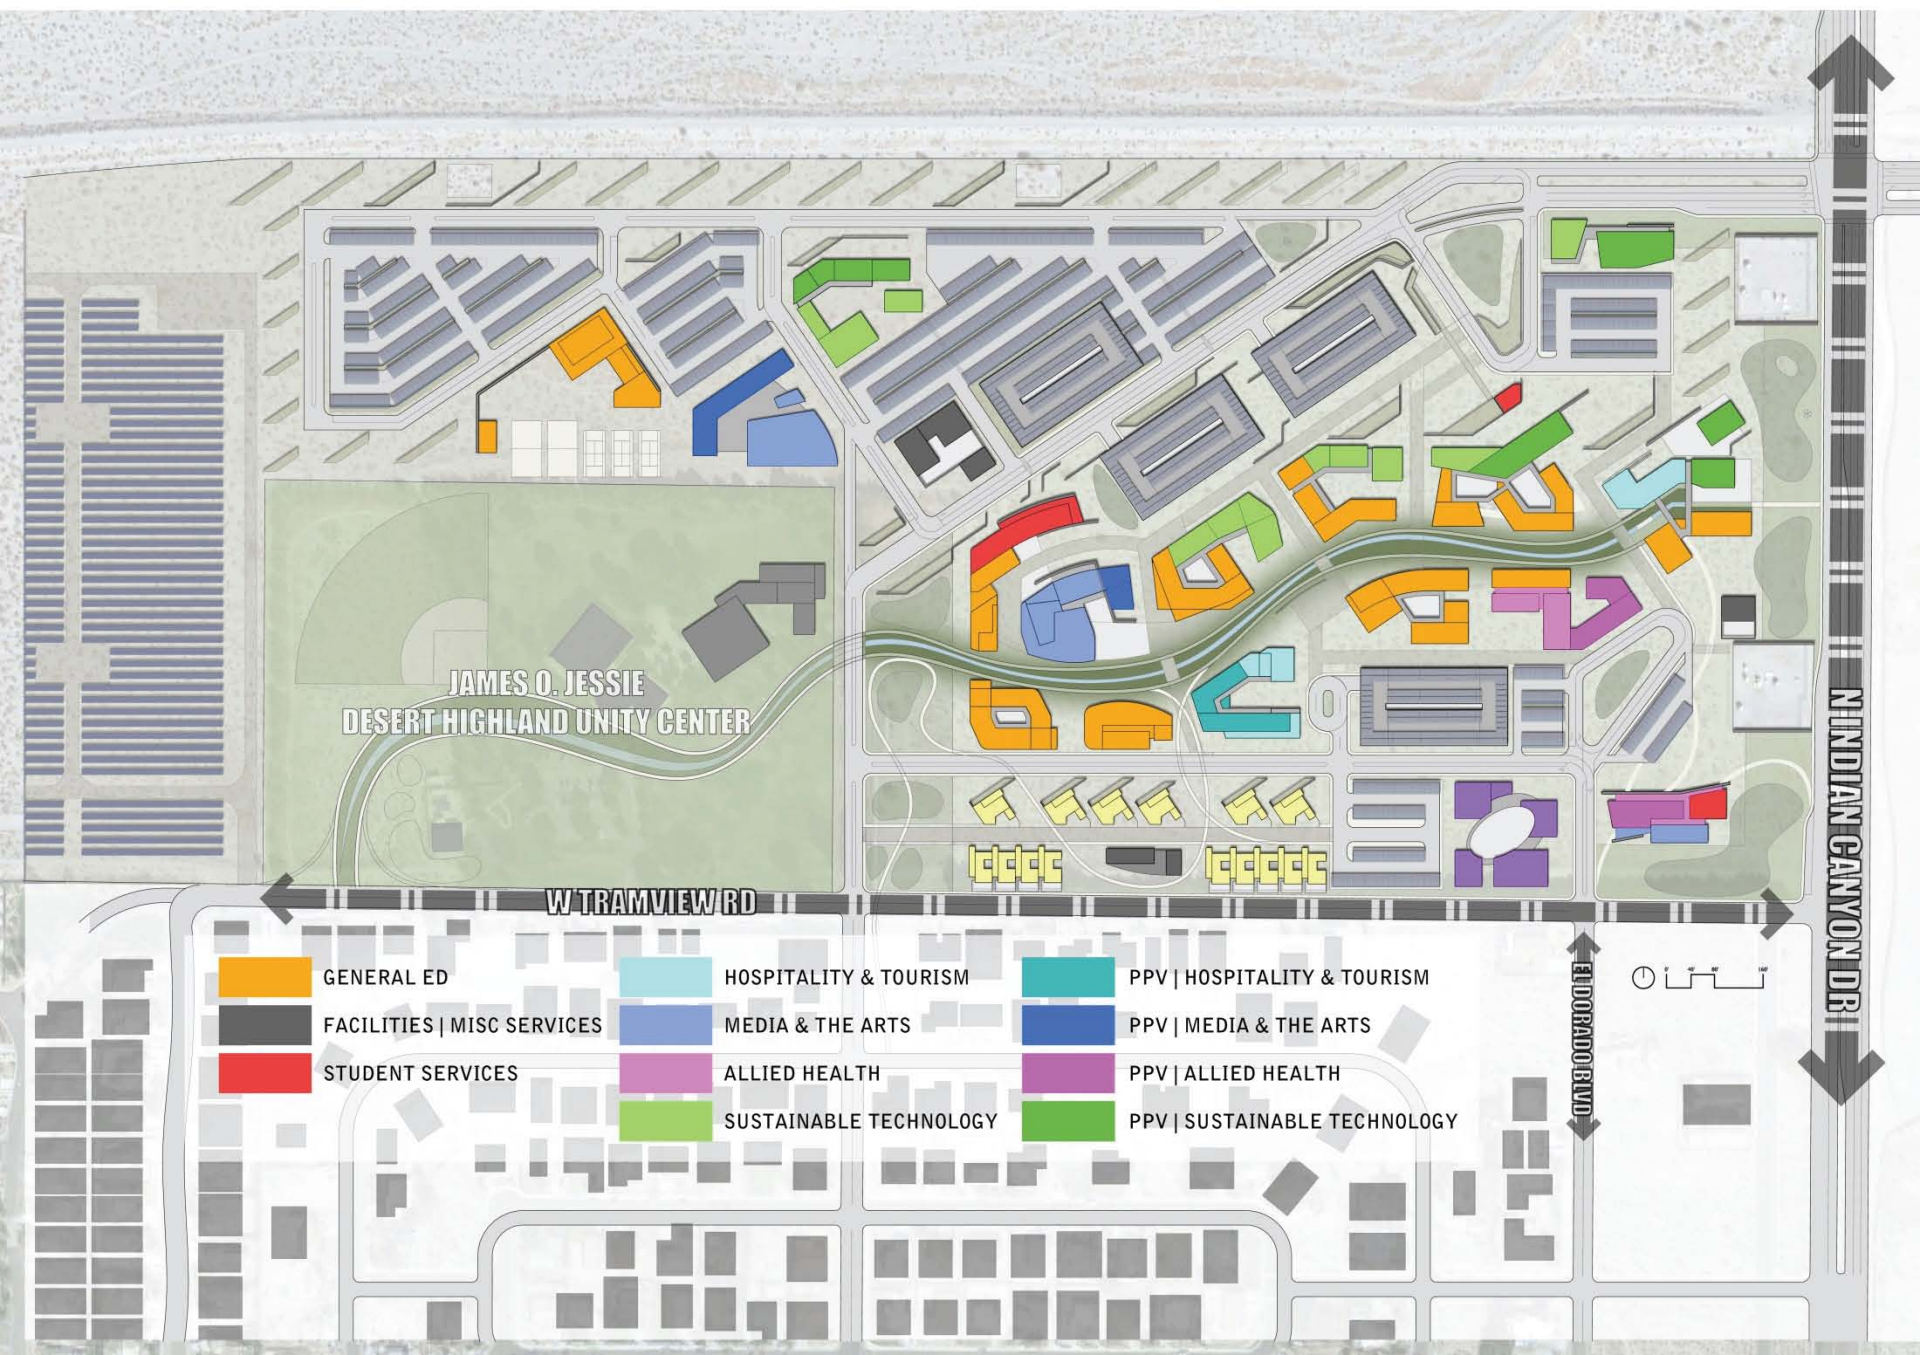 JAMES O. JESSIE
DESERT HIGHLAND UNITY CENTER
N INDIAN CANYON DR
W TRAMVIEW RD
EL DORADO BLVD
GENERAL ED
FACILITIES | MISC SERVICES
STUDENT SERVICES
HOSPITALITY & TOURISM
MEDIA & THE ARTS
ALLIED HEALTH
SUSTAINABLE TECHNOLOGY
PPV | HOSPITALITY & TOURISM
PPV | MEDIA & THE ARTS
PPV | ALLIED HEALTH
PPV | SUSTAINABLE TECHNOLOGY